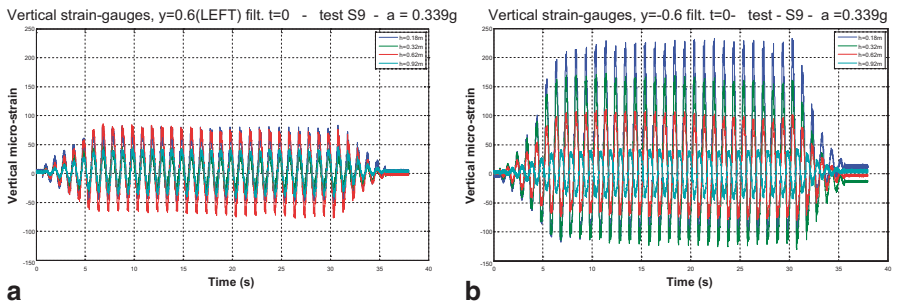 Vertical strain-gauges, y=0.6(LEFT) filt. t=0 - test S9 - a = 0.339g
250
200
150
100
50
0
-50
-100
-150
Vertical micro-strain
h=0.18m
h=0.32m
h=0.62m
h=0.92m
0 5 10 15 20 25 30 35 40
Time (s)
a
Vertical strain-gauges, y=-0.6 filt. t=0- test - S9 - a = 0.339g
250
200
150
100
50
0
-50
-100
-150
Vertical micro-strain
h=0.18m
h=0.32m
h=0.62m
h=0.92m
0 5 10 15 20 25 30 35 40
Time (s)
b